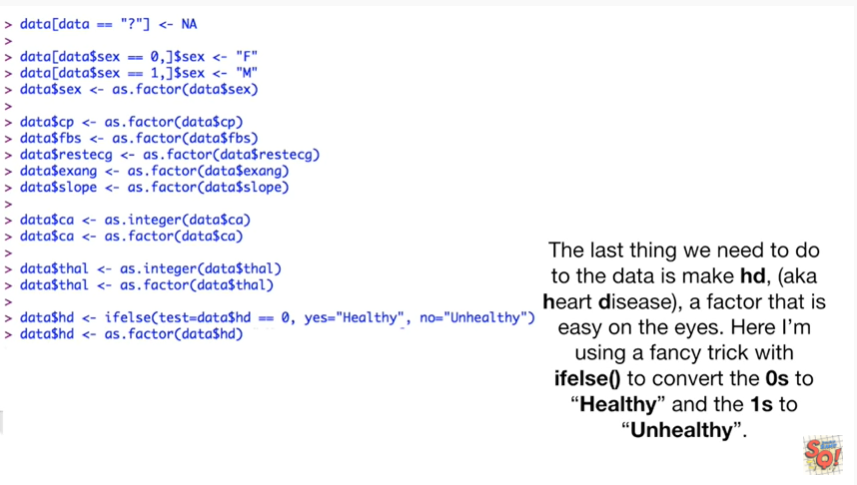 > data[data == "?"] <- NA
>
> data[data$sex == 0,]$sex <- "F"
> data[data$sex == 1,]$sex <- "M"
> data$sex <- as.factor(data$sex)
>
> data$cp <- as.factor(data$cp)
> data$fbs <- as.factor(data$fbs)
> data$restecg <- as.factor(data$restecg)
> data$exang <- as.factor(data$exang)
> data$slope <- as.factor(data$slope)
>
> data$ca <- as.integer(data$ca)
> data$ca <- as.factor(data$ca)
>
> data$thal <- as.integer(data$thal)
> data$thal <- as.factor(data$thal)
>
> data$hd <- ifelse(test=data$hd == 0, yes="Healthy", no="Unhealthy")
> data$hd <- as.factor(data$hd)
The last thing we need to do
to the data is make hd, (aka
heart disease), a factor that is
easy on the eyes. Here I’m
using a fancy trick with
ifelse() to convert the 0s to
“Healthy” and the 1s to
“Unhealthy”.
SQ!